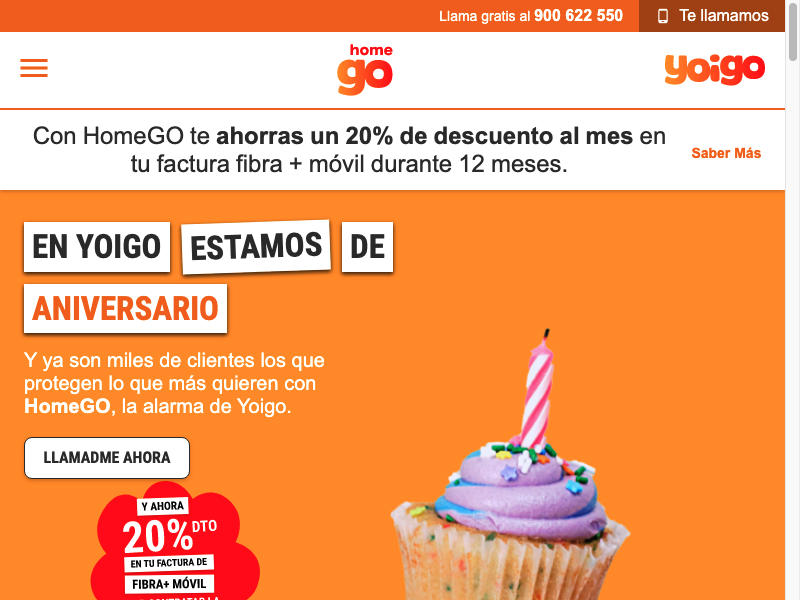 Llama gratis al 900 622 550
Te llamamos
home
go
yoigo
Con HomeGO te ahorras un 20% de descuento al mes en
tu factura fibra + móvil durante 12 meses.
Saber Más
EN YOIGO ESTAMOS DE
ANIVERSARIO
Y ya son miles de clientes los que
protegen lo que más quieren con
HomeGO, la alarma de Yoigo.
LLAMADME AHORA
Y AHORA
20% DTO
EN TU FACTURA DE
FIBRA+ MÓVIL